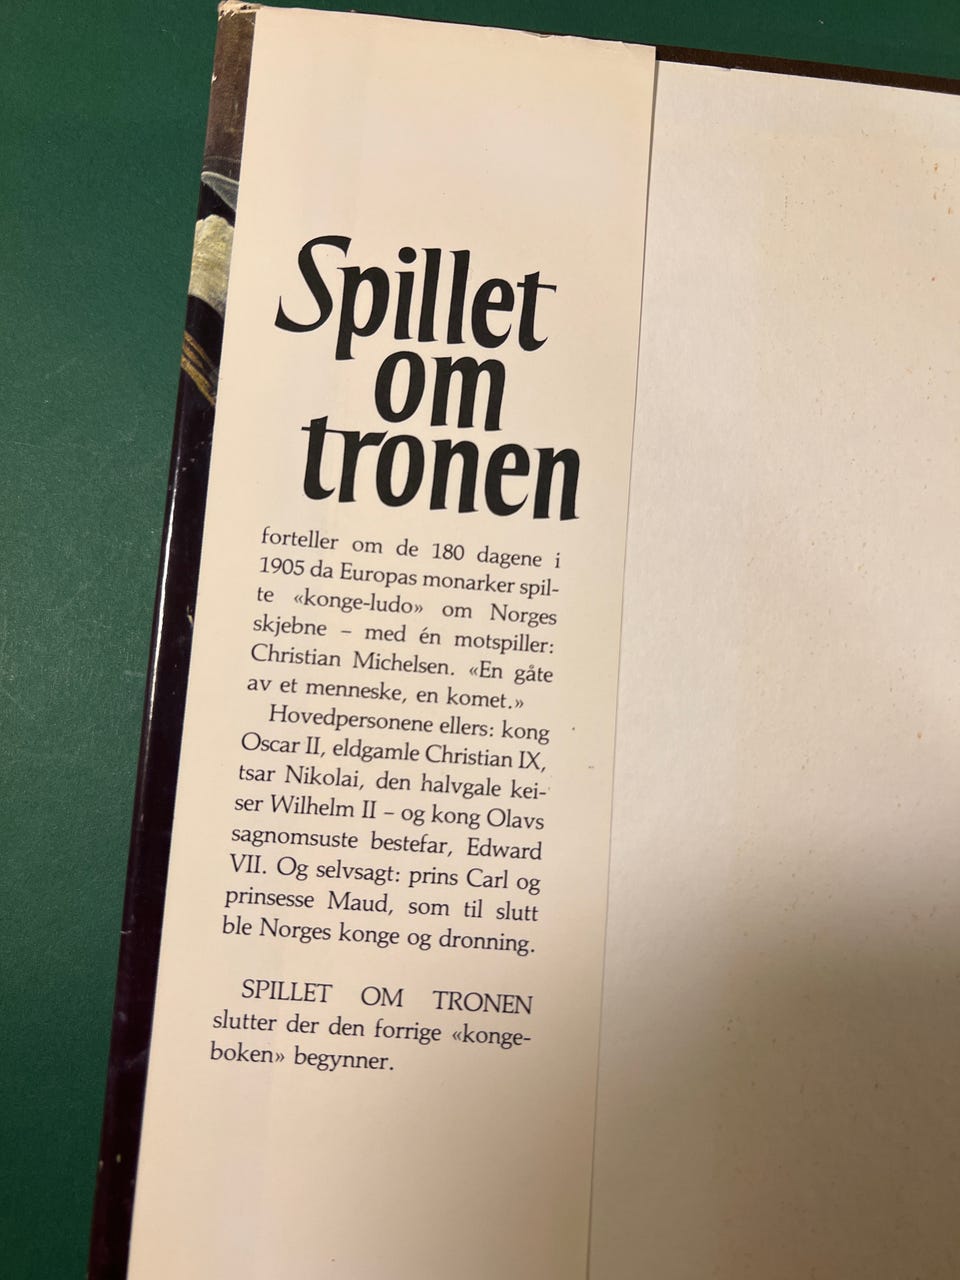 Spillet
om
tronen
forteller om de 180 dagene i
1905 da Europas monarker spil-
te «konge-ludo» om Norges
skjebne – med én motspiller:
Christian Michelsen. «En gåte
av et menneske, en komet.»
Hovedpersonene ellers: kong
Oscar II, eldgamle Christian IX,
tsar Nikolai, den halvgale kei-
ser Wilhelm II – og kong Olavs
sagnomsuste bestefar, Edward
VII. Og selvsagt: prins Carl og
prinsesse Maud, som til slutt
ble Norges konge og dronning.
SPILLET OM TRONEN
slutter der den forrige «konge-
boken» begynner.